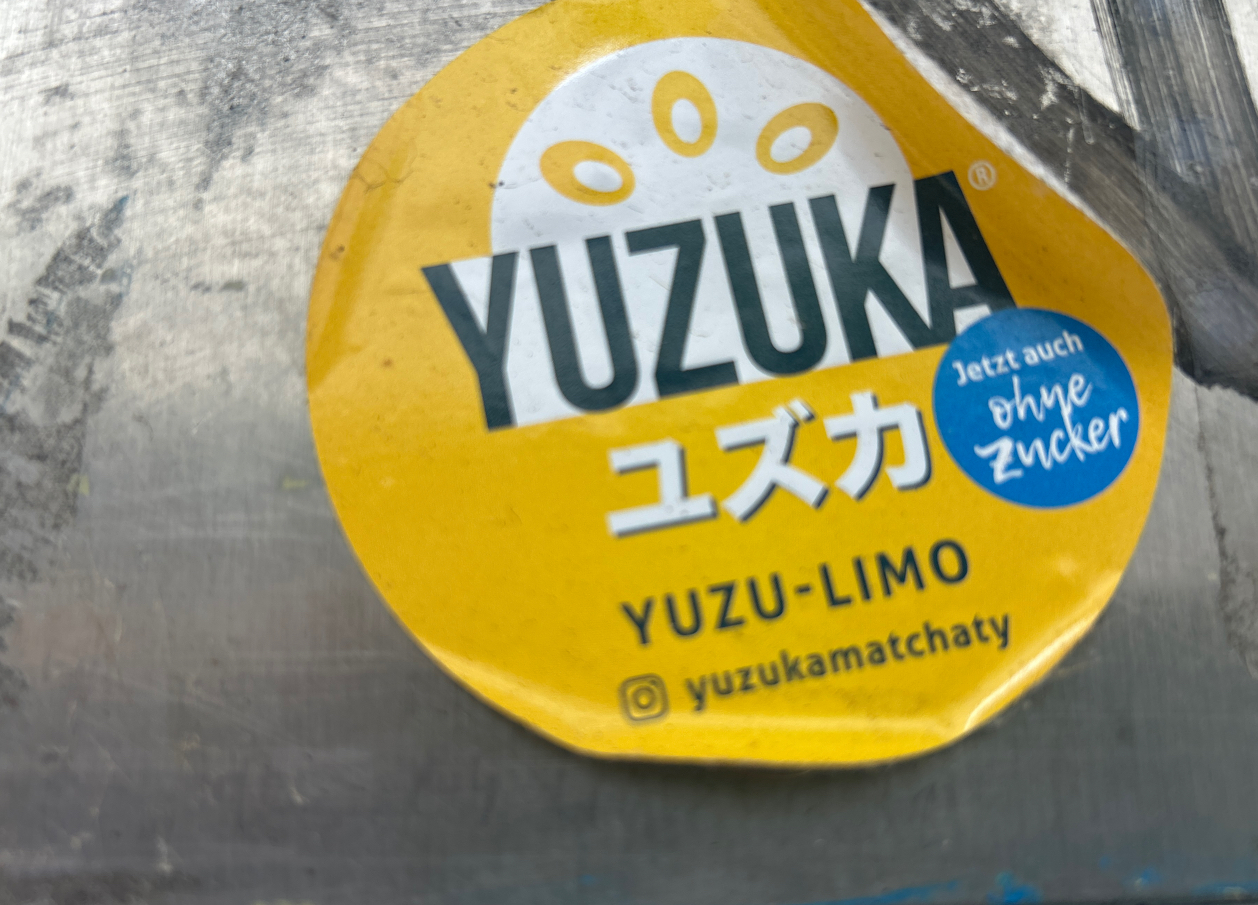 YUZUKA®
ユズカ
Jetzt auch
ohne
Zucker
YUZU-LIMO
yuzukamatchaty